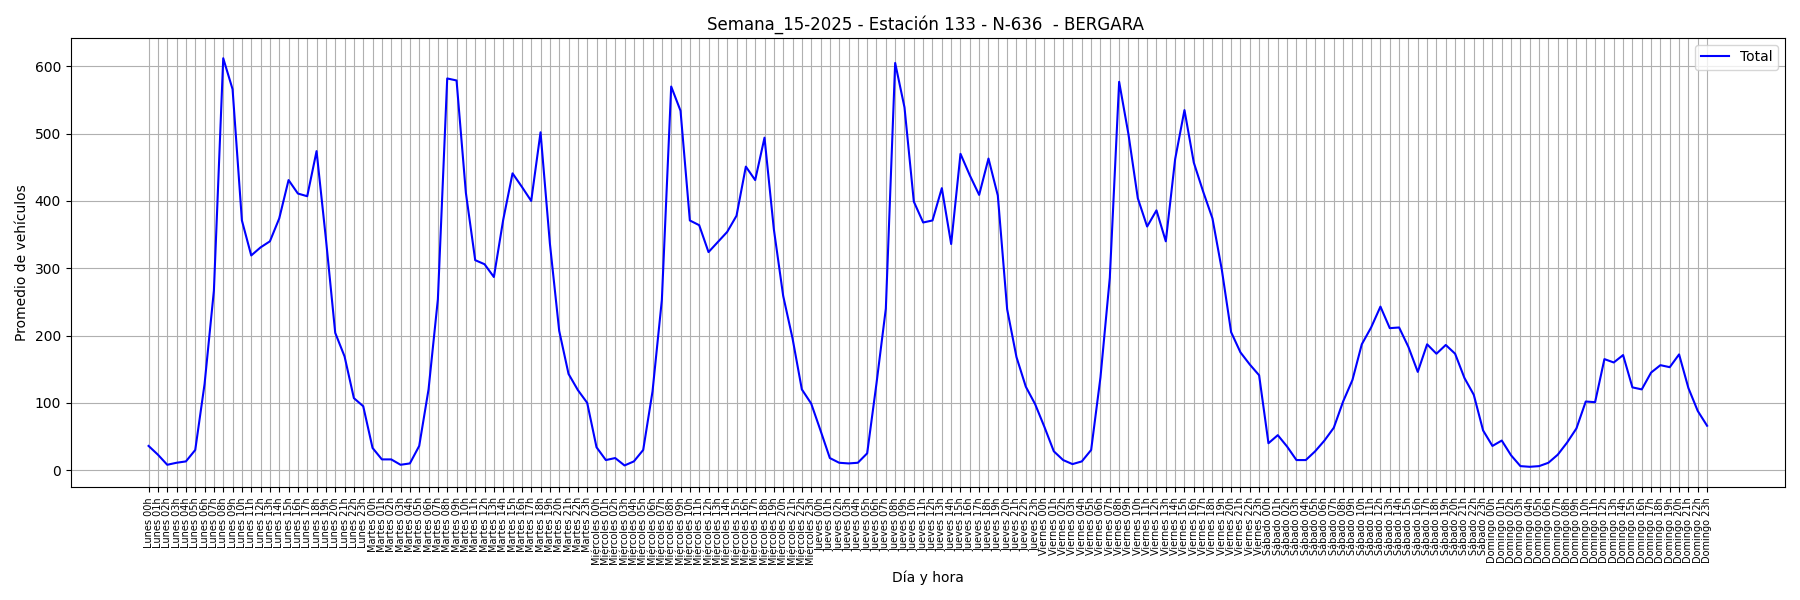 Semana_15-2025 - Estación 133 - N-636  - BERGARA
Total
Promedio de vehículos
600
500
400
300
200
100
0
Lunes 00h
Lunes 01h
Lunes 02h
Lunes 03h
Lunes 04h
Lunes 05h
Lunes 06h
Lunes 07h
Lunes 08h
Lunes 09h
Lunes 10h
Lunes 11h
Lunes 12h
Lunes 13h
Lunes 14h
Lunes 15h
Lunes 16h
Lunes 17h
Lunes 18h
Lunes 19h
Lunes 20h
Lunes 21h
Lunes 22h
Lunes 23h
Martes 00h
Martes 01h
Martes 02h
Martes 03h
Martes 04h
Martes 05h
Martes 06h
Martes 07h
Martes 08h
Martes 09h
Martes 10h
Martes 11h
Martes 12h
Martes 13h
Martes 14h
Martes 15h
Martes 16h
Martes 17h
Martes 18h
Martes 19h
Martes 20h
Martes 21h
Martes 22h
Martes 23h
Miércoles 00h
Miércoles 01h
Miércoles 02h
Miércoles 03h
Miércoles 04h
Miércoles 05h
Miércoles 06h
Miércoles 07h
Miércoles 08h
Miércoles 09h
Miércoles 10h
Miércoles 11h
Miércoles 12h
Miércoles 13h
Miércoles 14h
Miércoles 15h
Miércoles 16h
Miércoles 17h
Miércoles 18h
Miércoles 19h
Miércoles 20h
Miércoles 21h
Miércoles 22h
Miércoles 23h
Jueves 00h
Jueves 01h
Jueves 02h
Jueves 03h
Jueves 04h
Jueves 05h
Jueves 06h
Jueves 07h
Jueves 08h
Jueves 09h
Jueves 10h
Jueves 11h
Jueves 12h
Jueves 13h
Jueves 14h
Jueves 15h
Jueves 16h
Jueves 17h
Jueves 18h
Jueves 19h
Jueves 20h
Jueves 21h
Jueves 22h
Jueves 23h
Viernes 00h
Viernes 01h
Viernes 02h
Viernes 03h
Viernes 04h
Viernes 05h
Viernes 06h
Viernes 07h
Viernes 08h
Viernes 09h
Viernes 10h
Viernes 11h
Viernes 12h
Viernes 13h
Viernes 14h
Viernes 15h
Viernes 16h
Viernes 17h
Viernes 18h
Viernes 19h
Viernes 20h
Viernes 21h
Viernes 22h
Viernes 23h
Sábado 00h
Sábado 01h
Sábado 02h
Sábado 03h
Sábado 04h
Sábado 05h
Sábado 06h
Sábado 07h
Sábado 08h
Sábado 09h
Sábado 10h
Sábado 11h
Sábado 12h
Sábado 13h
Sábado 14h
Sábado 15h
Sábado 16h
Sábado 17h
Sábado 18h
Sábado 19h
Sábado 20h
Sábado 21h
Sábado 22h
Sábado 23h
Domingo 00h
Domingo 01h
Domingo 02h
Domingo 03h
Domingo 04h
Domingo 05h
Domingo 06h
Domingo 07h
Domingo 08h
Domingo 09h
Domingo 10h
Domingo 11h
Domingo 12h
Domingo 13h
Domingo 14h
Domingo 15h
Domingo 16h
Domingo 17h
Domingo 18h
Domingo 19h
Domingo 20h
Domingo 21h
Domingo 22h
Domingo 23h
Día y hora